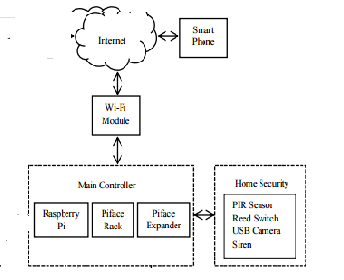 Internet
Smart
Phone
Wi-Fi
Module
Main Controller
Home Security
Raspberry
Pi
Piface
Rack
Piface
Expander
PIR Sensor
Reed Switch
USB Camera
Siren